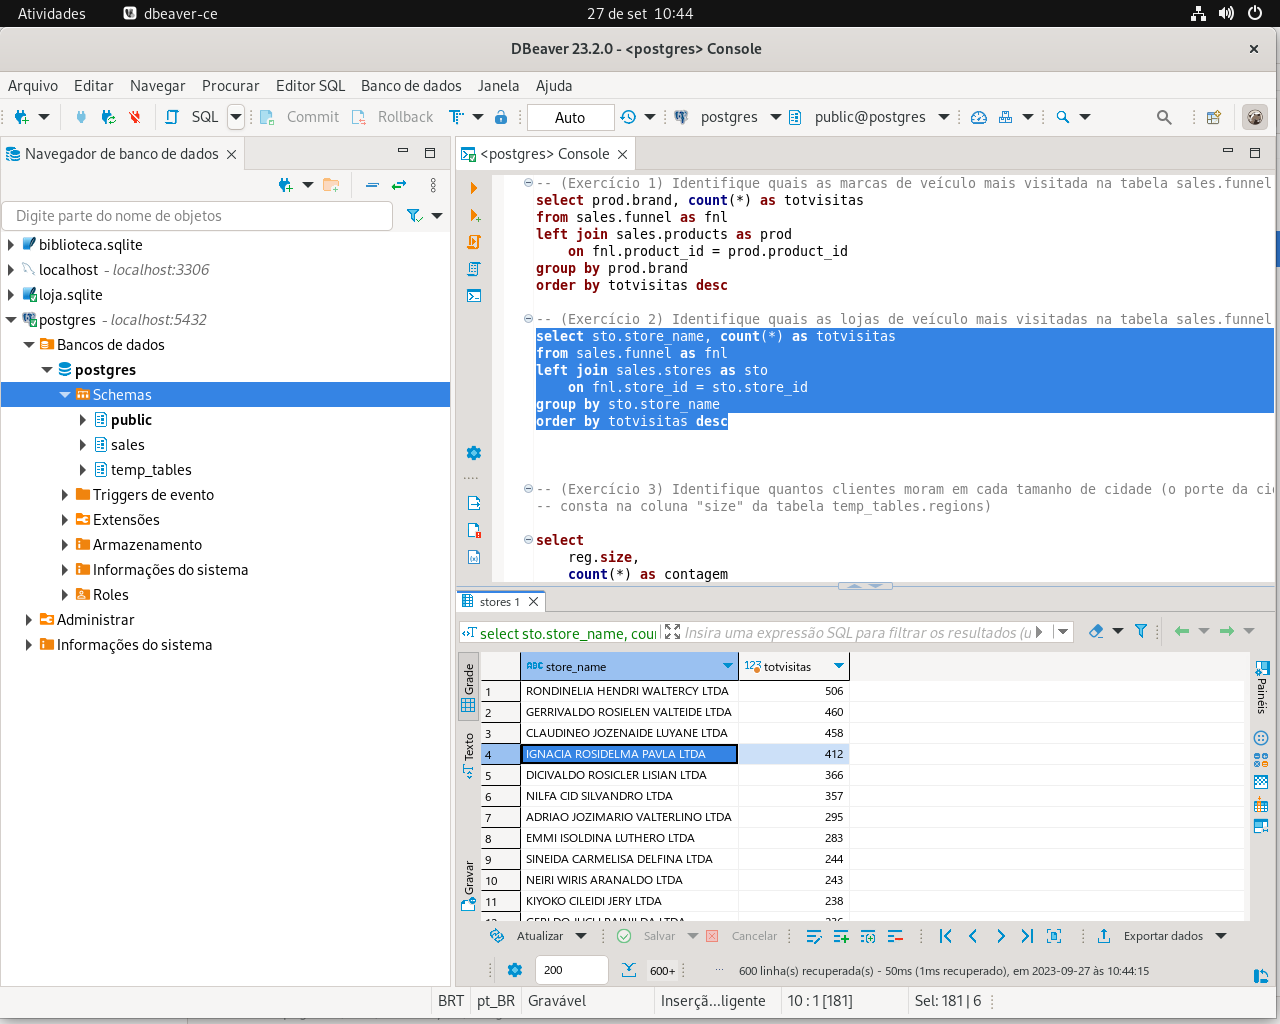 Atividades
dbeaver-ce
27 de set 10:44
DBeaver 23.2.0 - <postgres> Console
Arquivo Editar Navegar Procurar Editor SQL Banco de dados Janela Ajuda
SQL Commit Rollback Auto postgres public@postgres
Navegador de banco de dados
Digite parte do nome de objetos
biblioteca.sqlite
localhost - localhost:3306
loja.sqlite
postgres - localhost:5432
Bancos de dados
postgres
Schemas
public
sales
temp_tables
Triggers de evento
Extensões
Armazenamento
Informações do sistema
Roles
Administrar
Informações do sistema
<postgres> Console
-- (Exercício 1) Identifique quais as marcas de veículo mais visitada na tabela sales.funnel
select prod.brand, count(*) as totvisitas
from sales.funnel as fnl
left join sales.products as prod
on fnl.product_id = prod.product_id
group by prod.brand
order by totvisitas desc
-- (Exercício 2) Identifique quais as lojas de veículo mais visitadas na tabela sales.funnel
select sto.store_name, count(*) as totvisitas
from sales.funnel as fnl
left join sales.stores as sto
on fnl.store_id = sto.store_id
group by sto.store_name
order by totvisitas desc
-- (Exercício 3) Identifique quantos clientes moram em cada tamanho de cidade (o porte da cid
-- consta na coluna "size" da tabela temp_tables.regions)
select
reg.size,
count(*) as contagem
stores 1
select sto.store_name, coun
Insira uma expressão SQL para filtrar os resultados (u
Grade
Texto
Gravar
Painéis
ABC store_name 123 totvisitas
1 RONDINELIA HENDRI WALTERCY LTDA 506
2 GERRIVALDO ROSIELEN VALTEIDE LTDA 460
3 CLAUDINEO JOZENAIDE LUYANE LTDA 458
4 IGNACIA ROSIDELMA PAVLA LTDA 412
5 DICIVALDO ROSICLER LISIAN LTDA 366
6 NILFA CID SILVANDRO LTDA 357
7 ADRIAO JOZIMARIO VALTERLINO LTDA 295
8 EMMI ISOLDINA LUTHERO LTDA 283
9 SINEIDA CARMELISA DELFINA LTDA 244
10 NEIRI WIRIS ARANALDO LTDA 243
11 KIYOKO CILEIDI JERY LTDA 238
Atualizar Salvar Cancelar Exportar dados
200 600+ ... 600 linha(s) recuperada(s) - 50ms (1ms recuperado), em 2023-09-27 às 10:44:15
BRT pt_BR Gravável Inserçã...ligente 10 : 1 [181] Sel: 181 | 6